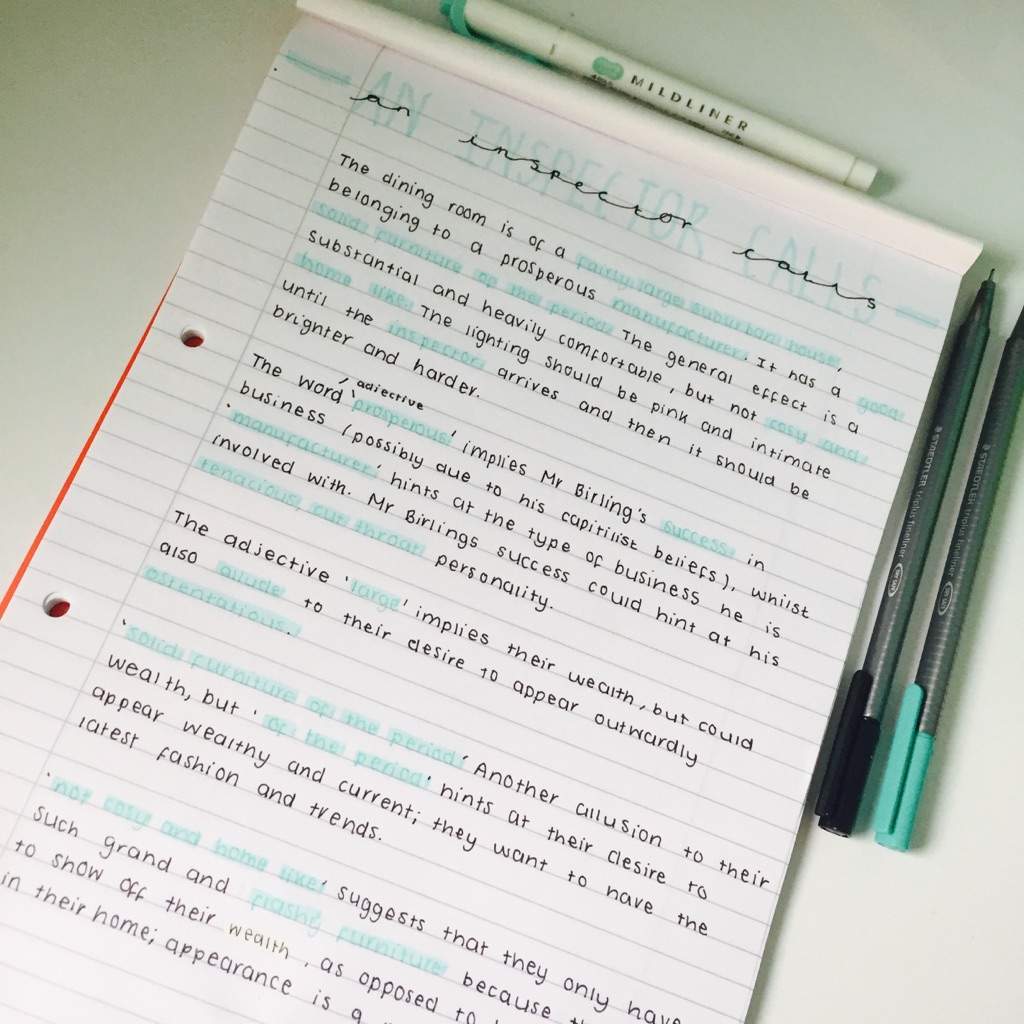 MILDLINER
AN INSPECTOR CALLS
an inspector calls
The dining room is of a fairly large suburban house,
belonging to a prosperous manufacturer. It has a good
solid furniture of the period. The general effect is a
substantial and heavily comfortable, but not cosy and
home like. The lighting should be pink and intimate
until the inspector arrives and then it should be
brighter and harder.
adjective
The word 'prosperous' implies Mr Birling's success in
business (possibly due to his capitilist beliefs), whilst
'manufacturer' hints at the type of business he is
involved with. Mr Birlings success could hint at his
tenacious, cut throat personality.
The adjective 'large' implies their wealth, but could
also allude to their desire to appear outwardly
ostentatious.
'solid furniture of the period' Another allusion to their
wealth, but 'of the period' hints at their desire to
appear wealthy and current; they want to have the
latest fashion and trends.
'not cosy and home like' suggests that they only have
such grand and flashy furniture because
to show off their wealth, as opposed to
in their home; appearance is a
STAEDTLER triplus fineliner
STAEDTLER triplus fineliner